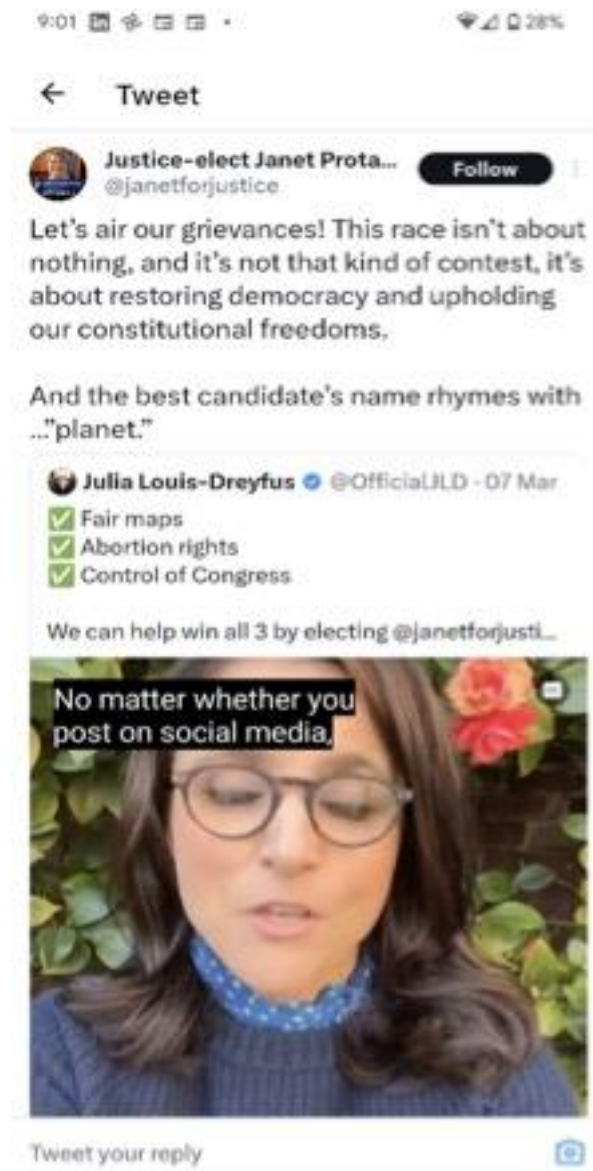 9:01
28%
← Tweet
Justice-elect Janet Prota...
Follow
@janetforjustice
Let's air our grievances! This race isn't about
nothing, and it's not that kind of contest, it's
about restoring democracy and upholding
our constitutional freedoms.
And the best candidate's name rhymes with
..."planet."
Julia Louis-Dreyfus @OfficialJLD - 07 Mar
✅ Fair maps
✅ Abortion rights
✅ Control of Congress
We can help win all 3 by electing @janetforjusti...
No matter whether you
post on social media,
Tweet your reply